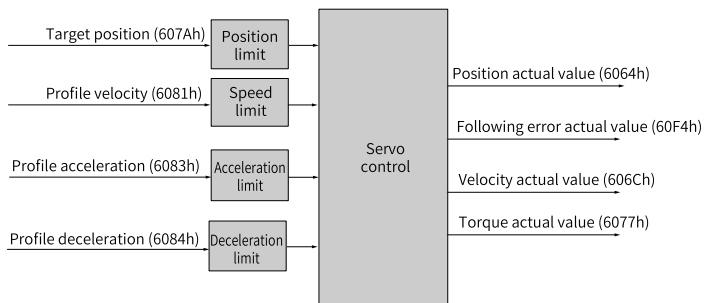 Target position (607Ah)
Position
limit
Profile velocity (6081h)
Speed
limit
Profile acceleration (6083h)
Acceleration
limit
Profile deceleration (6084h)
Deceleration
limit
Servo
control
Position actual value (6064h)
Following error actual value (60F4h)
Velocity actual value (606Ch)
Torque actual value (6077h)